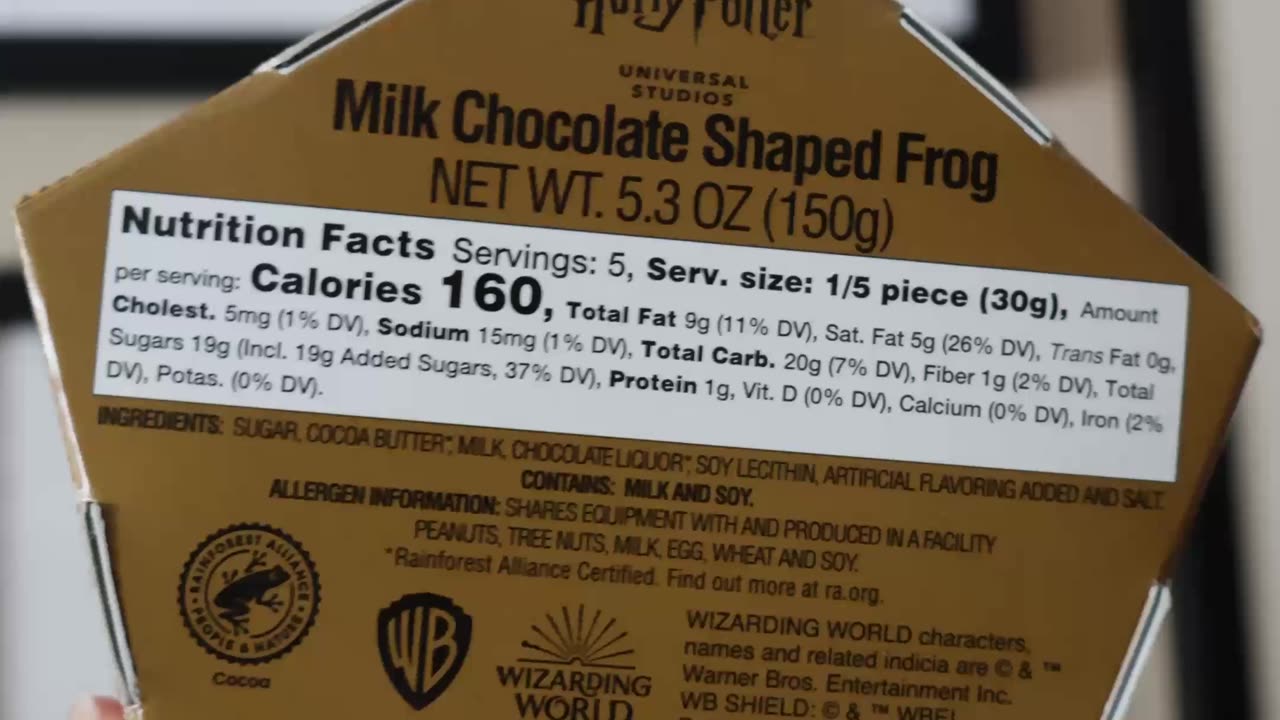 Harry Potter
UNIVERSAL
STUDIOS
Milk Chocolate Shaped Frog
NET WT. 5.3 OZ (150g)
Nutrition Facts Servings: 5, Serv. size: 1/5 piece (30g), Amount
per serving: Calories 160, Total Fat 9g (11% DV), Sat. Fat 5g (26% DV), Trans Fat 0g,
Cholest. 5mg (1% DV), Sodium 15mg (1% DV), Total Carb. 20g (7% DV), Fiber 1g (2% DV), Total
Sugars 19g (Incl. 19g Added Sugars, 37% DV), Protein 1g, Vit. D (0% DV), Calcium (0% DV), Iron (2%
DV), Potas. (0% DV).
INGREDIENTS: SUGAR, COCOA BUTTER*, MILK, CHOCOLATE LIQUOR*, SOY LECITHIN, ARTIFICIAL FLAVORING ADDED AND SALT.
CONTAINS: MILK AND SOY.
ALLERGEN INFORMATION: SHARES EQUIPMENT WITH AND PRODUCED IN A FACILITY
PEANUTS, TREE NUTS, MILK, EGG, WHEAT AND SOY.
*Rainforest Alliance Certified. Find out more at ra.org.
RAINFOREST ALLIANCE
PEOPLE & NATURE
Cocoa
WB
WIZARDING
WORLD
WIZARDING WORLD characters,
names and related indicia are © & ™
Warner Bros. Entertainment Inc.
WB SHIELD: © & ™ WBEI.